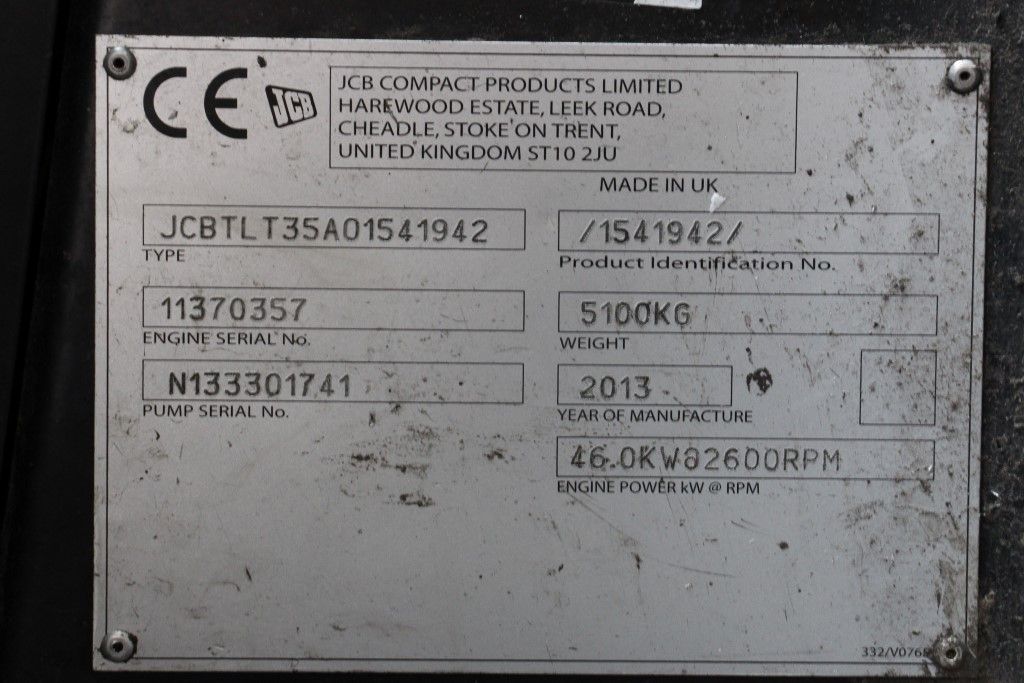 CE JCB
JCB COMPACT PRODUCTS LIMITED
HAREWOOD ESTATE, LEEK ROAD,
CHEADLE, STOKE ON TRENT,
UNITED KINGDOM ST10 2JU
MADE IN UK
JCBTLT35A01541942
TYPE
/1541942/
Product Identification No.
11370357
ENGINE SERIAL No.
5100KG
WEIGHT
N133301741
PUMP SERIAL No.
2013
YEAR OF MANUFACTURE
46.0KW@2600RPM
ENGINE POWER kW @ RPM